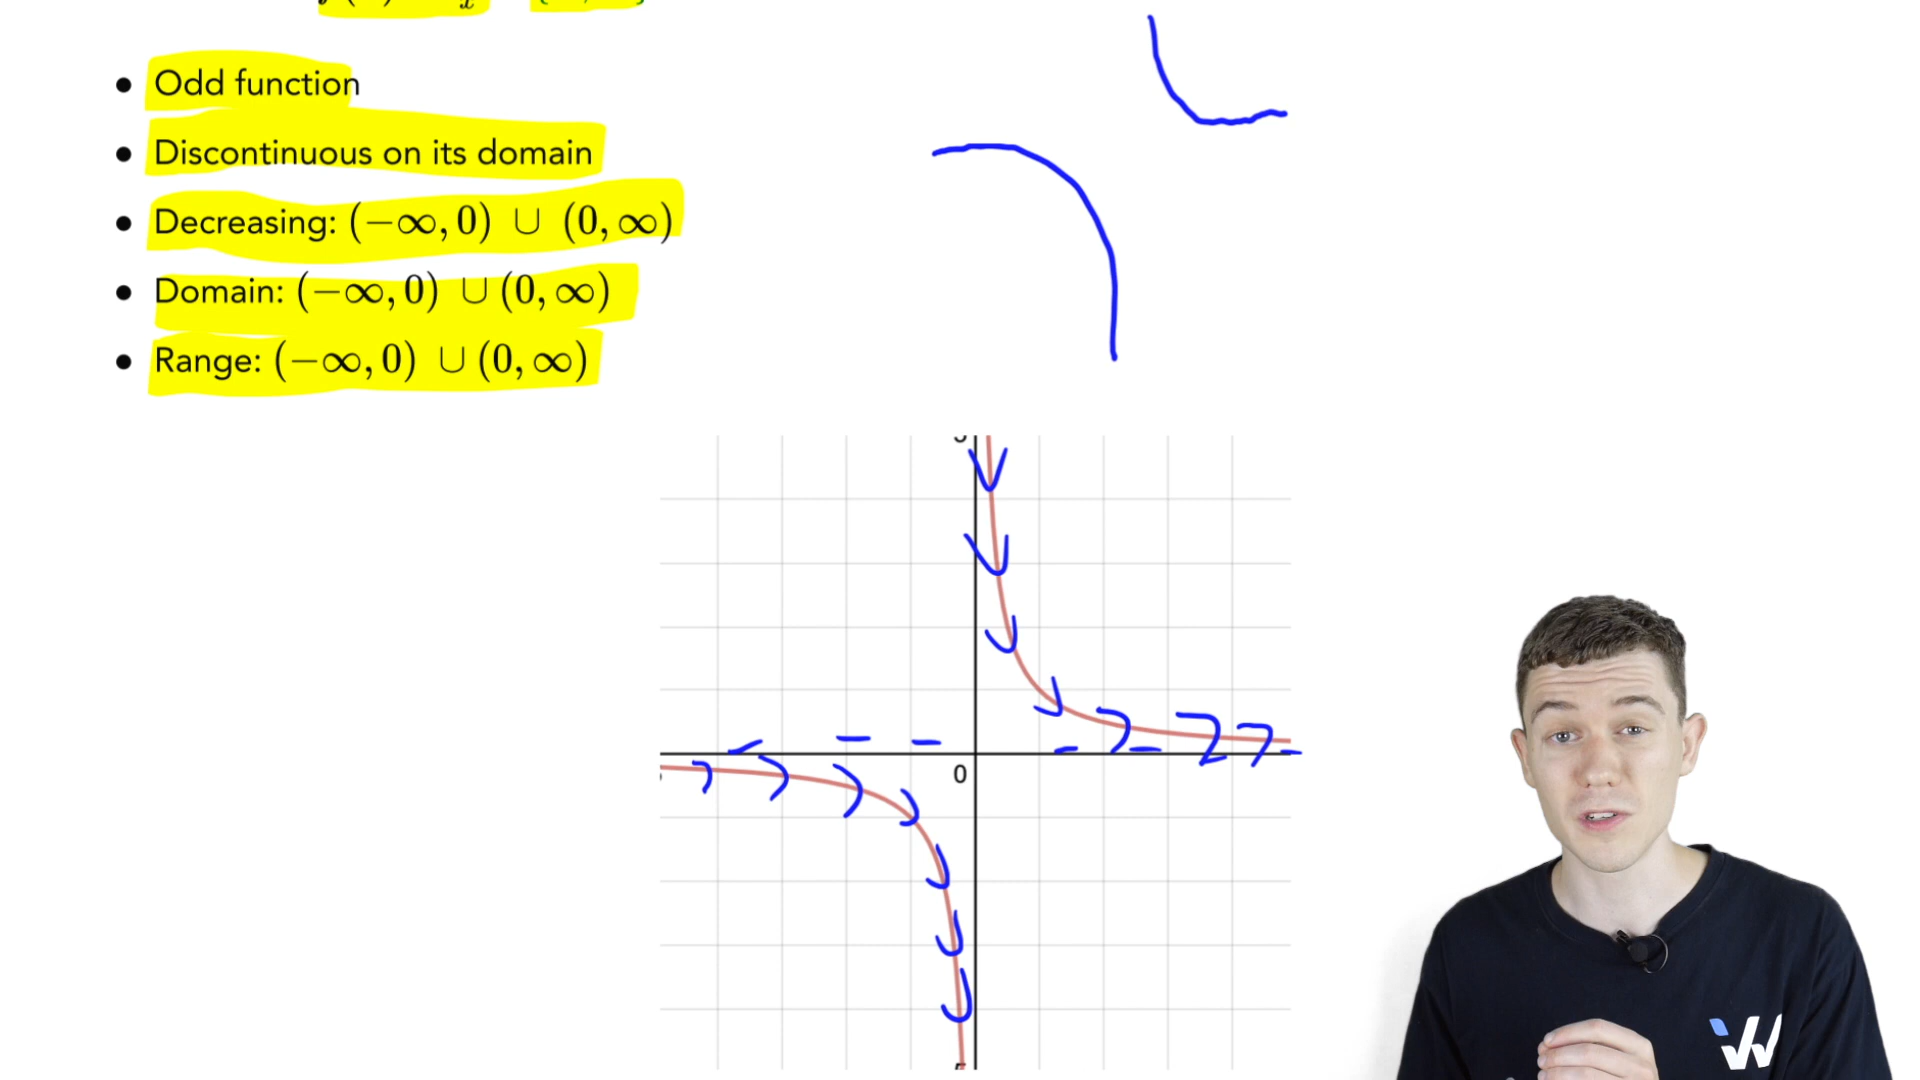 Odd function
Discontinuous on its domain
Decreasing: (−∞, 0) ∪ (0, ∞)
Domain: (−∞, 0) ∪ (0, ∞)
Range: (−∞, 0) ∪ (0, ∞)
0